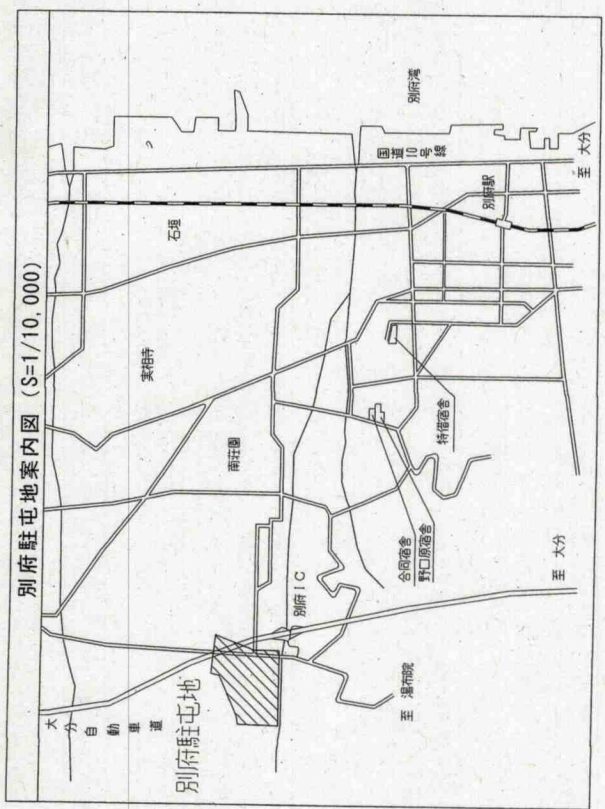 別府駐屯地案内図 (S=1/10,000)
別府湾
国道10号線
至 大分
石垣
別府駅
実相寺
南荘園
特借宿舎
合同宿舎
野口原宿舎
別府IC
至 大分
大分自動車道
別府駐屯地
至 湯布院